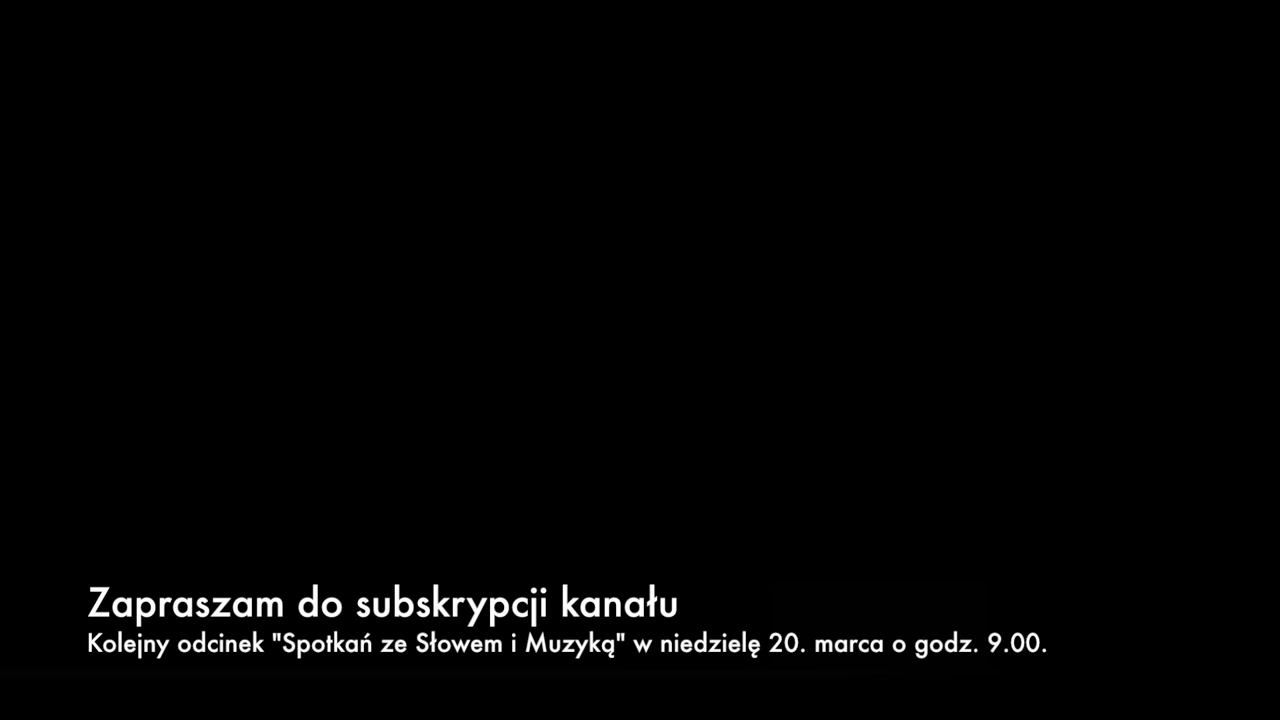 Zapraszam do subskrypcji kanału
Kolejny odcinek "Spotkań ze Słowem i Muzyką" w niedzielę 20. marca o godz. 9.00.